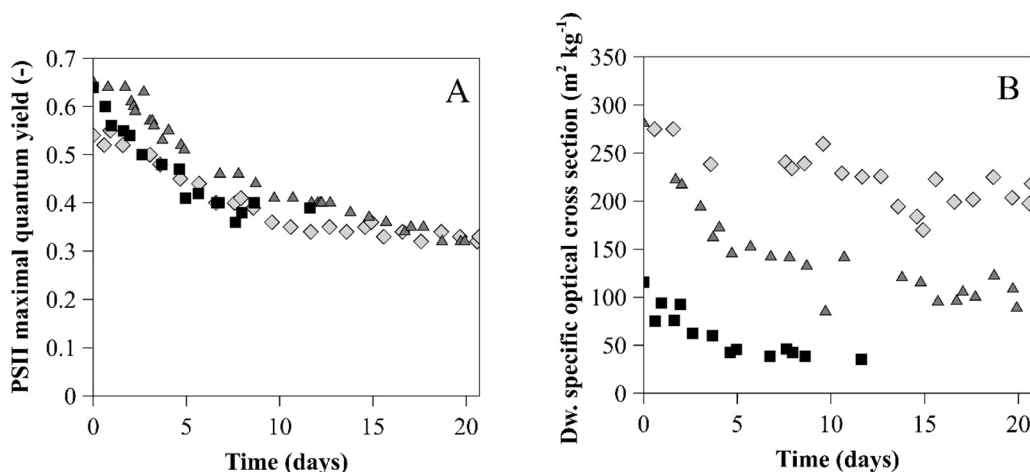 PSII maximal quantum yield (-)
0.7
0.6
0.5
0.4
0.3
0.2
0.1
0
0 5 10 15 20
Time (days)
A
Dw. specific optical cross section (m² kg⁻¹)
350
300
250
200
150
100
50
0
0 5 10 15 20
Time (days)
B